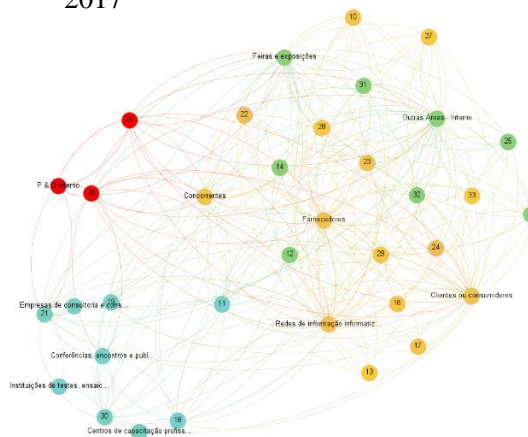 2017
10
27
Feiras e exposições
31
22
28
Outras Áreas - Interno
25
23
14
P & D Interno
Concorrentes
32
33
Fornecedores
24
12
29
Clientes ou consumidores
19
11
16
Empresas de consultoria e cons...
21
Redes de informação informatiz...
17
Conferências, encontros e publ...
13
Instituições de testes, ensaio...
30
18
Centros de capacitação profiss...